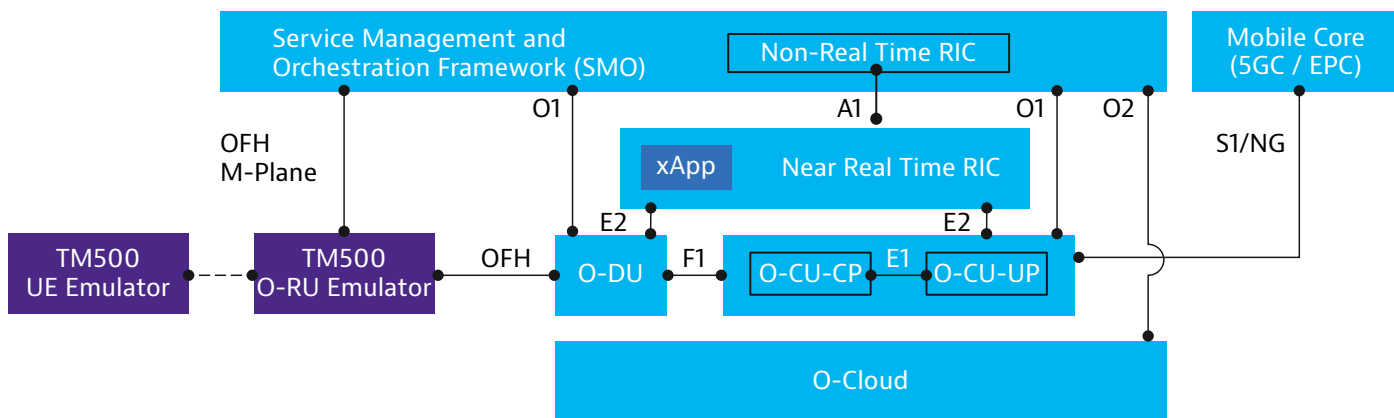 Service Management and
Orchestration Framework (SMO)
Non-Real Time RIC
Mobile Core
(5GC / EPC)
O1
A1
O1
O2
OFH
M-Plane
S1/NG
xApp
Near Real Time RIC
E2
E2
TM500
UE Emulator
TM500
O-RU Emulator
OFH
O-DU
F1
O-CU-CP
E1
O-CU-UP
O-Cloud